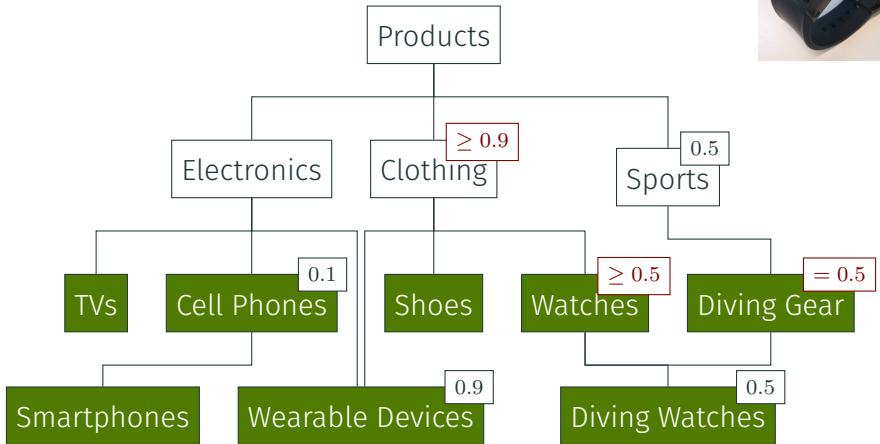 Products
≥ 0.9
0.5
Electronics
Clothing
Sports
0.1
≥ 0.5
= 0.5
TVs
Cell Phones
Shoes
Watches
Diving Gear
0.9
0.5
Smartphones
Wearable Devices
Diving Watches